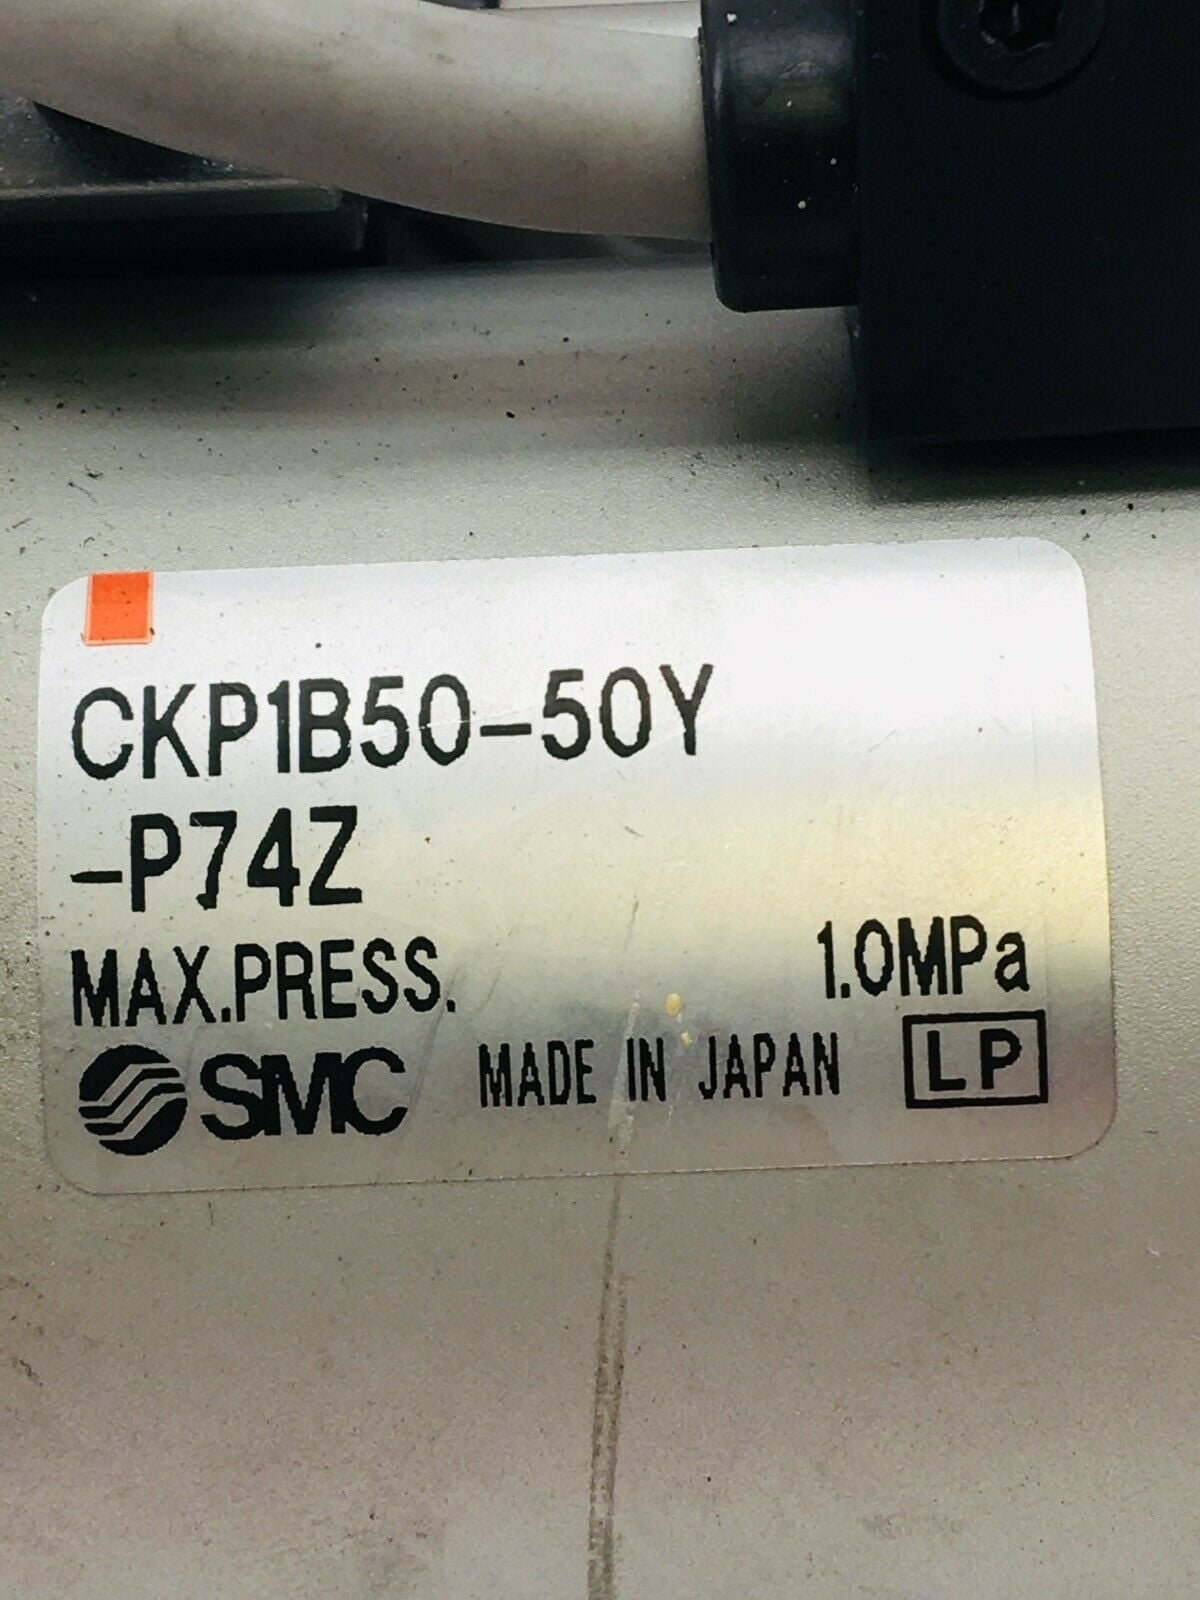 CKP1B50-50Y
-P74Z
MAX.PRESS. 1.0MPa
SMC MADE IN JAPAN LP